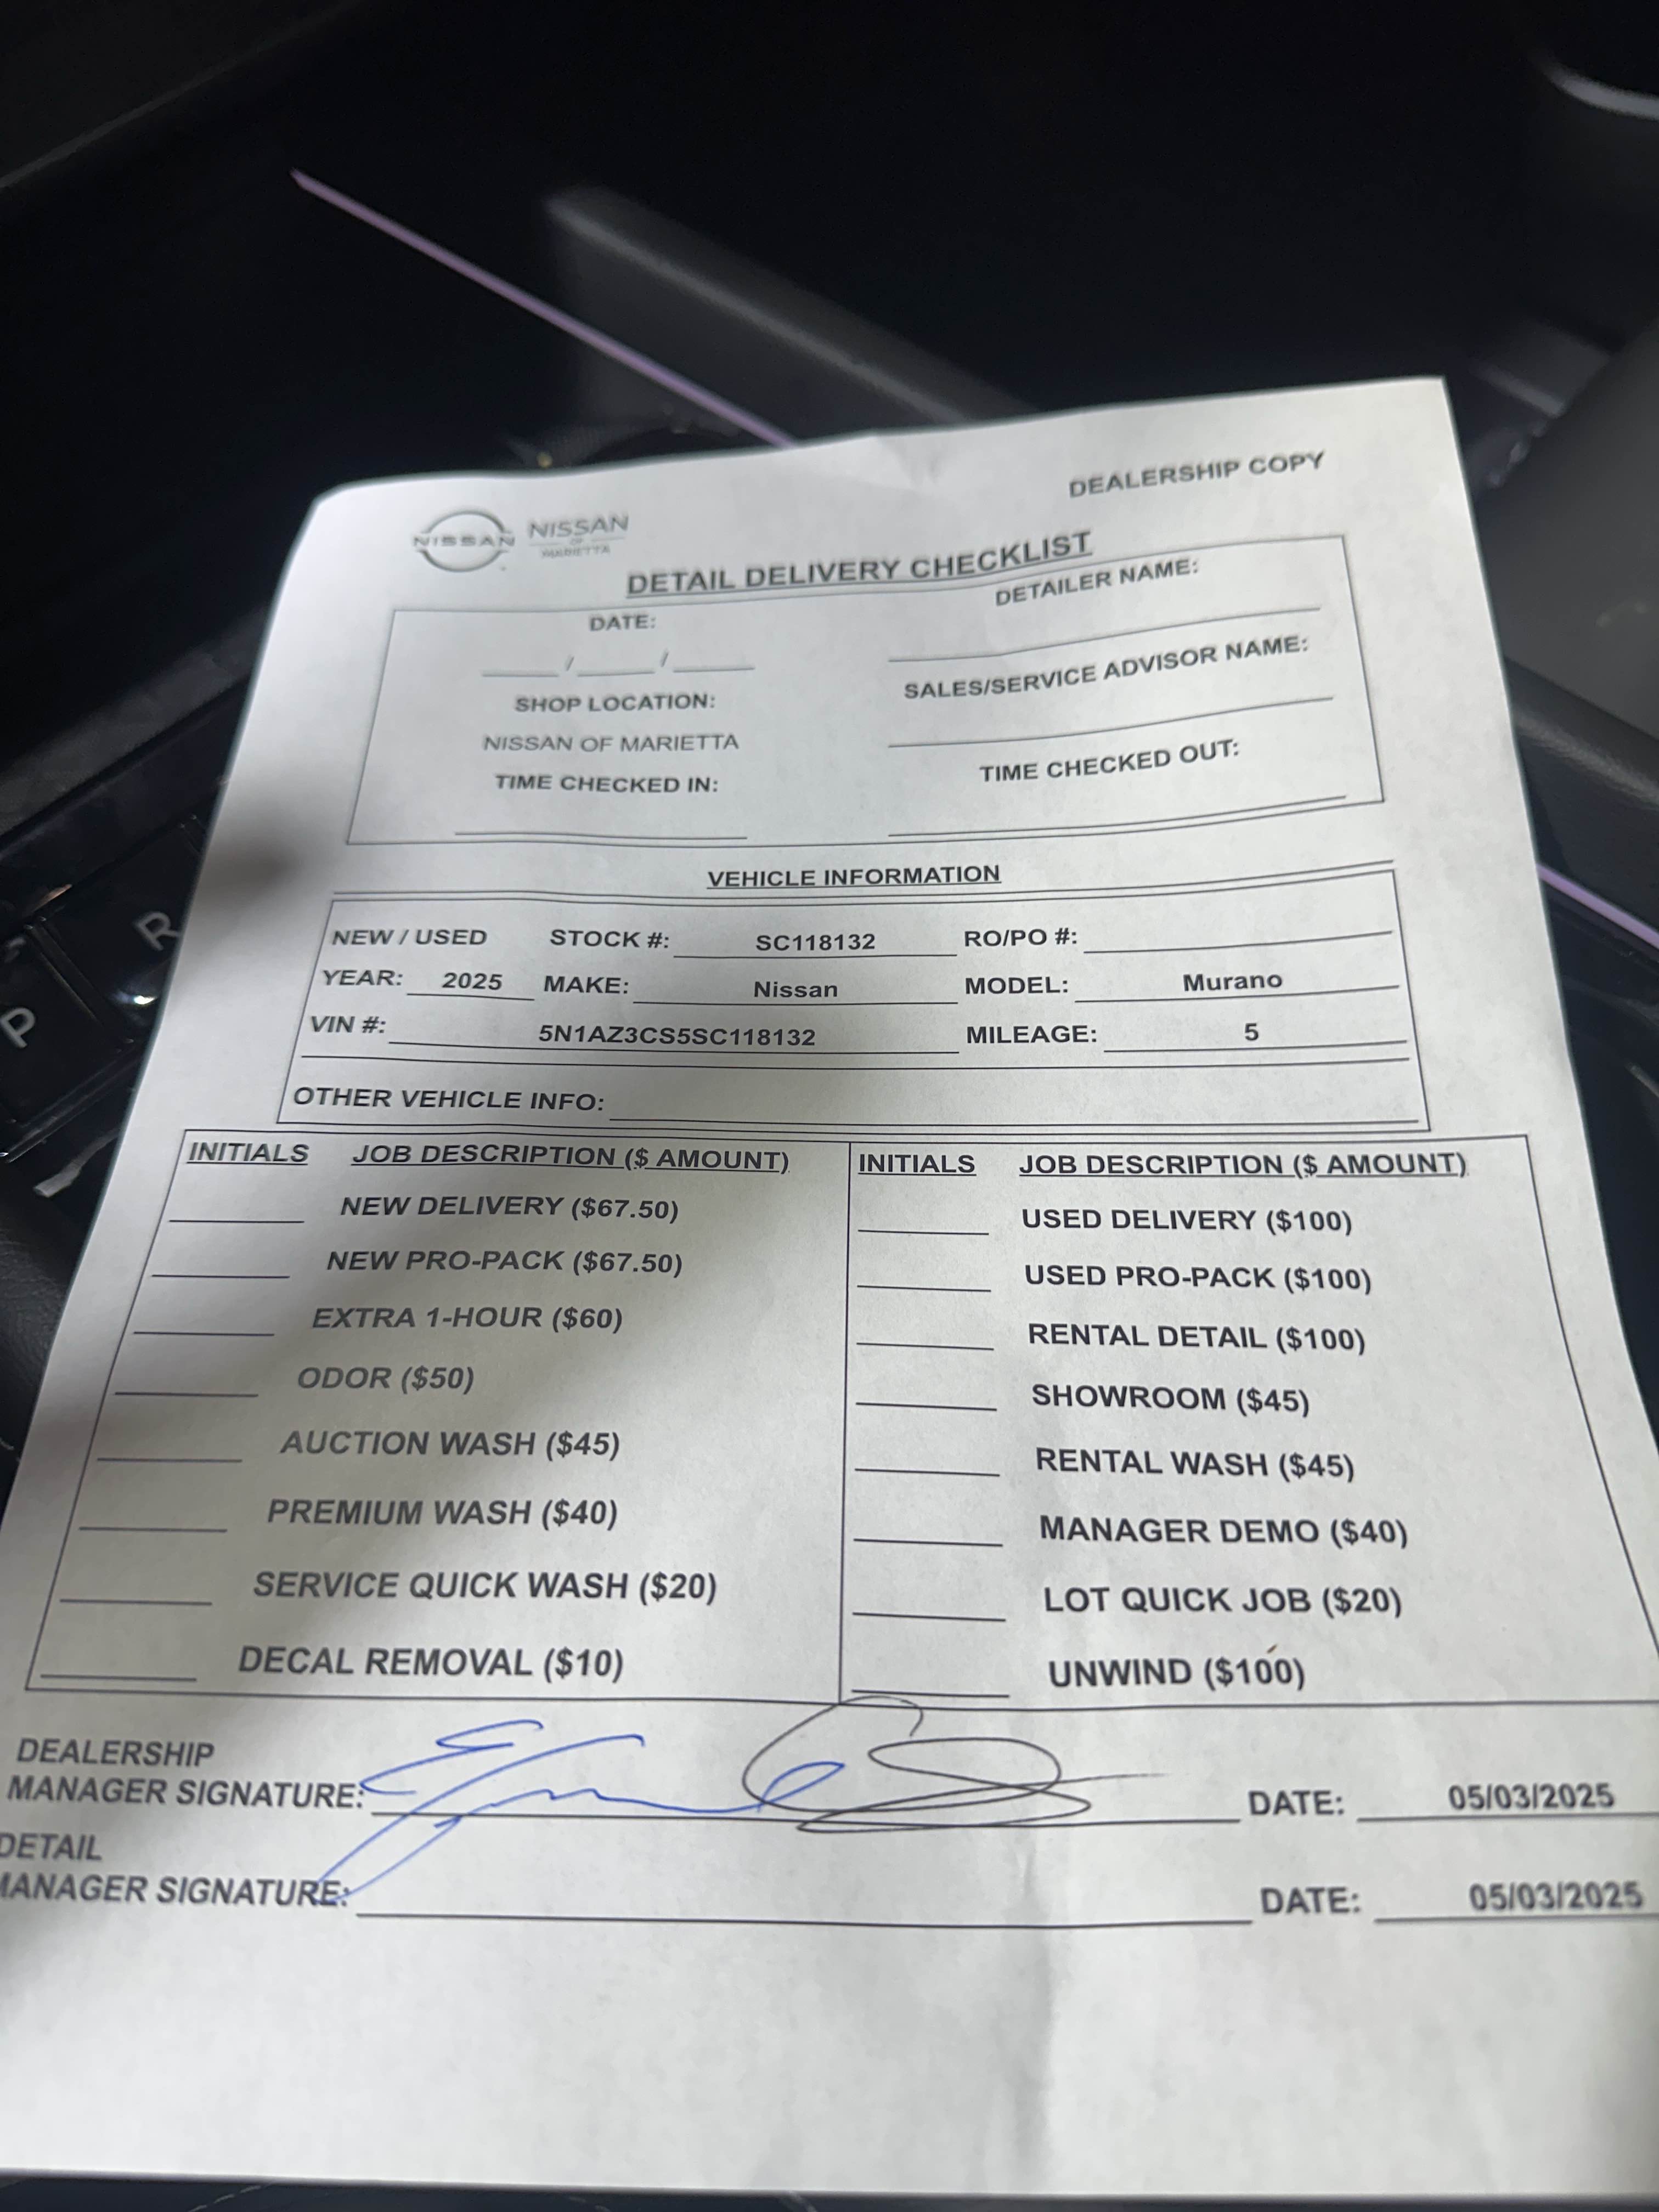 DEALERSHIP COPY
NISSAN NISSAN
OF
MARIETTA
DETAIL DELIVERY CHECKLIST
DATE: DETAILER NAME:
/ /
SHOP LOCATION: SALES/SERVICE ADVISOR NAME:
NISSAN OF MARIETTA
TIME CHECKED IN: TIME CHECKED OUT:
VEHICLE INFORMATION
NEW / USED STOCK #: SC118132 RO/PO #:
YEAR: 2025 MAKE: Nissan MODEL: Murano
VIN #: 5N1AZ3CS5SC118132 MILEAGE: 5
OTHER VEHICLE INFO:
INITIALS JOB DESCRIPTION ($ AMOUNT) INITIALS JOB DESCRIPTION ($ AMOUNT)
NEW DELIVERY ($67.50) USED DELIVERY ($100)
NEW PRO-PACK ($67.50) USED PRO-PACK ($100)
EXTRA 1-HOUR ($60) RENTAL DETAIL ($100)
ODOR ($50) SHOWROOM ($45)
AUCTION WASH ($45) RENTAL WASH ($45)
PREMIUM WASH ($40) MANAGER DEMO ($40)
SERVICE QUICK WASH ($20) LOT QUICK JOB ($20)
DECAL REMOVAL ($10) UNWIND ($100)
DEALERSHIP
MANAGER SIGNATURE: DATE: 05/03/2025
DETAIL
MANAGER SIGNATURE: DATE: 05/03/2025
R
P